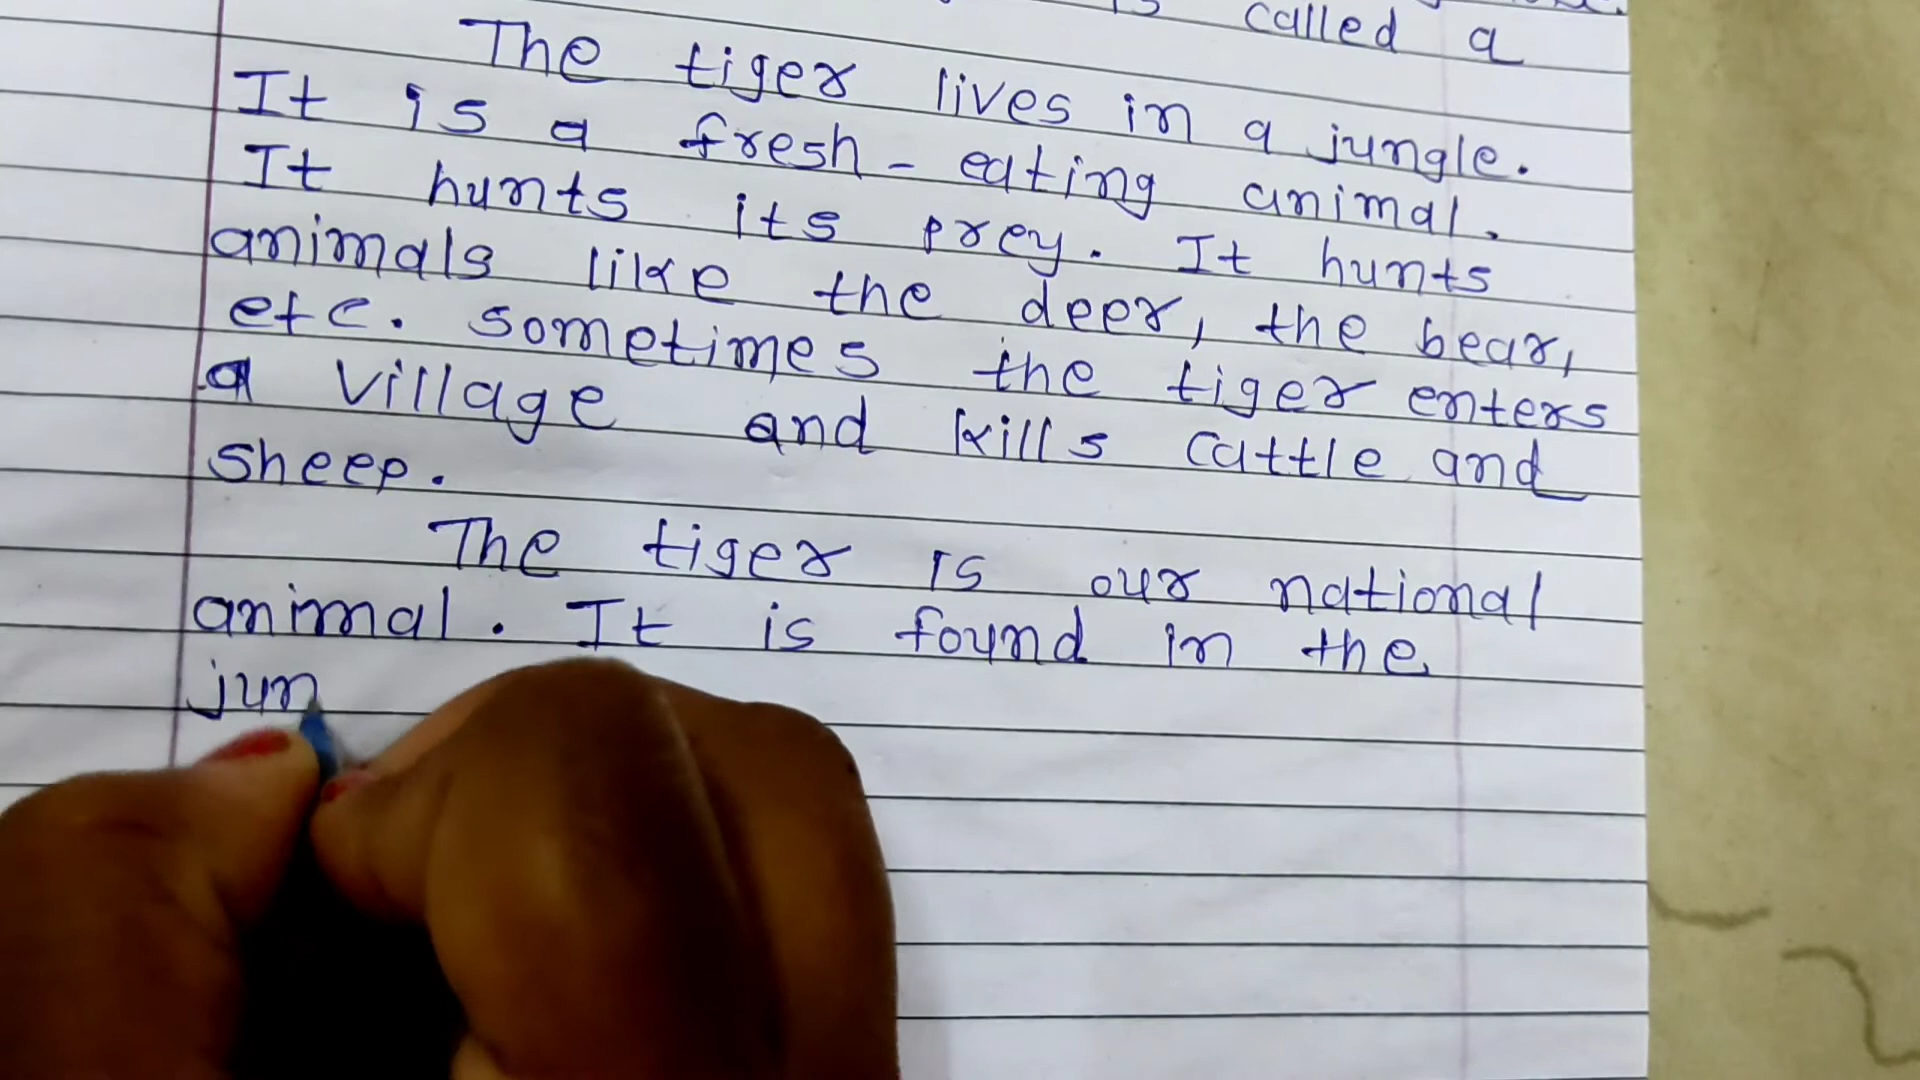 called a
The tiger lives in a jungle.
It is a fresh - eating animal.
It hunts its prey. It hunts
animals like the deer, the bear,
etc. sometimes the tiger enters
a village and kills cattle and
sheep.
The tiger is our national
animal. It is found in the
jun